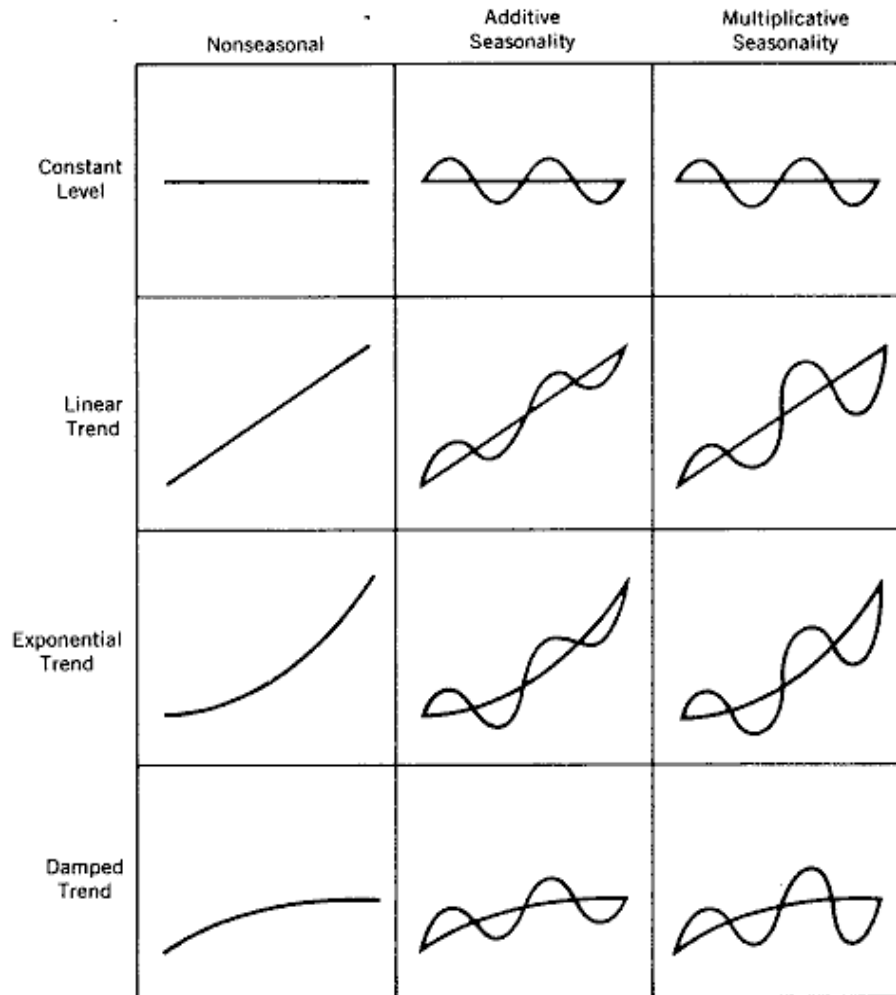 Nonseasonal
Additive
Seasonality
Multiplicative
Seasonality
Constant
Level
Linear
Trend
Exponential
Trend
Damped
Trend